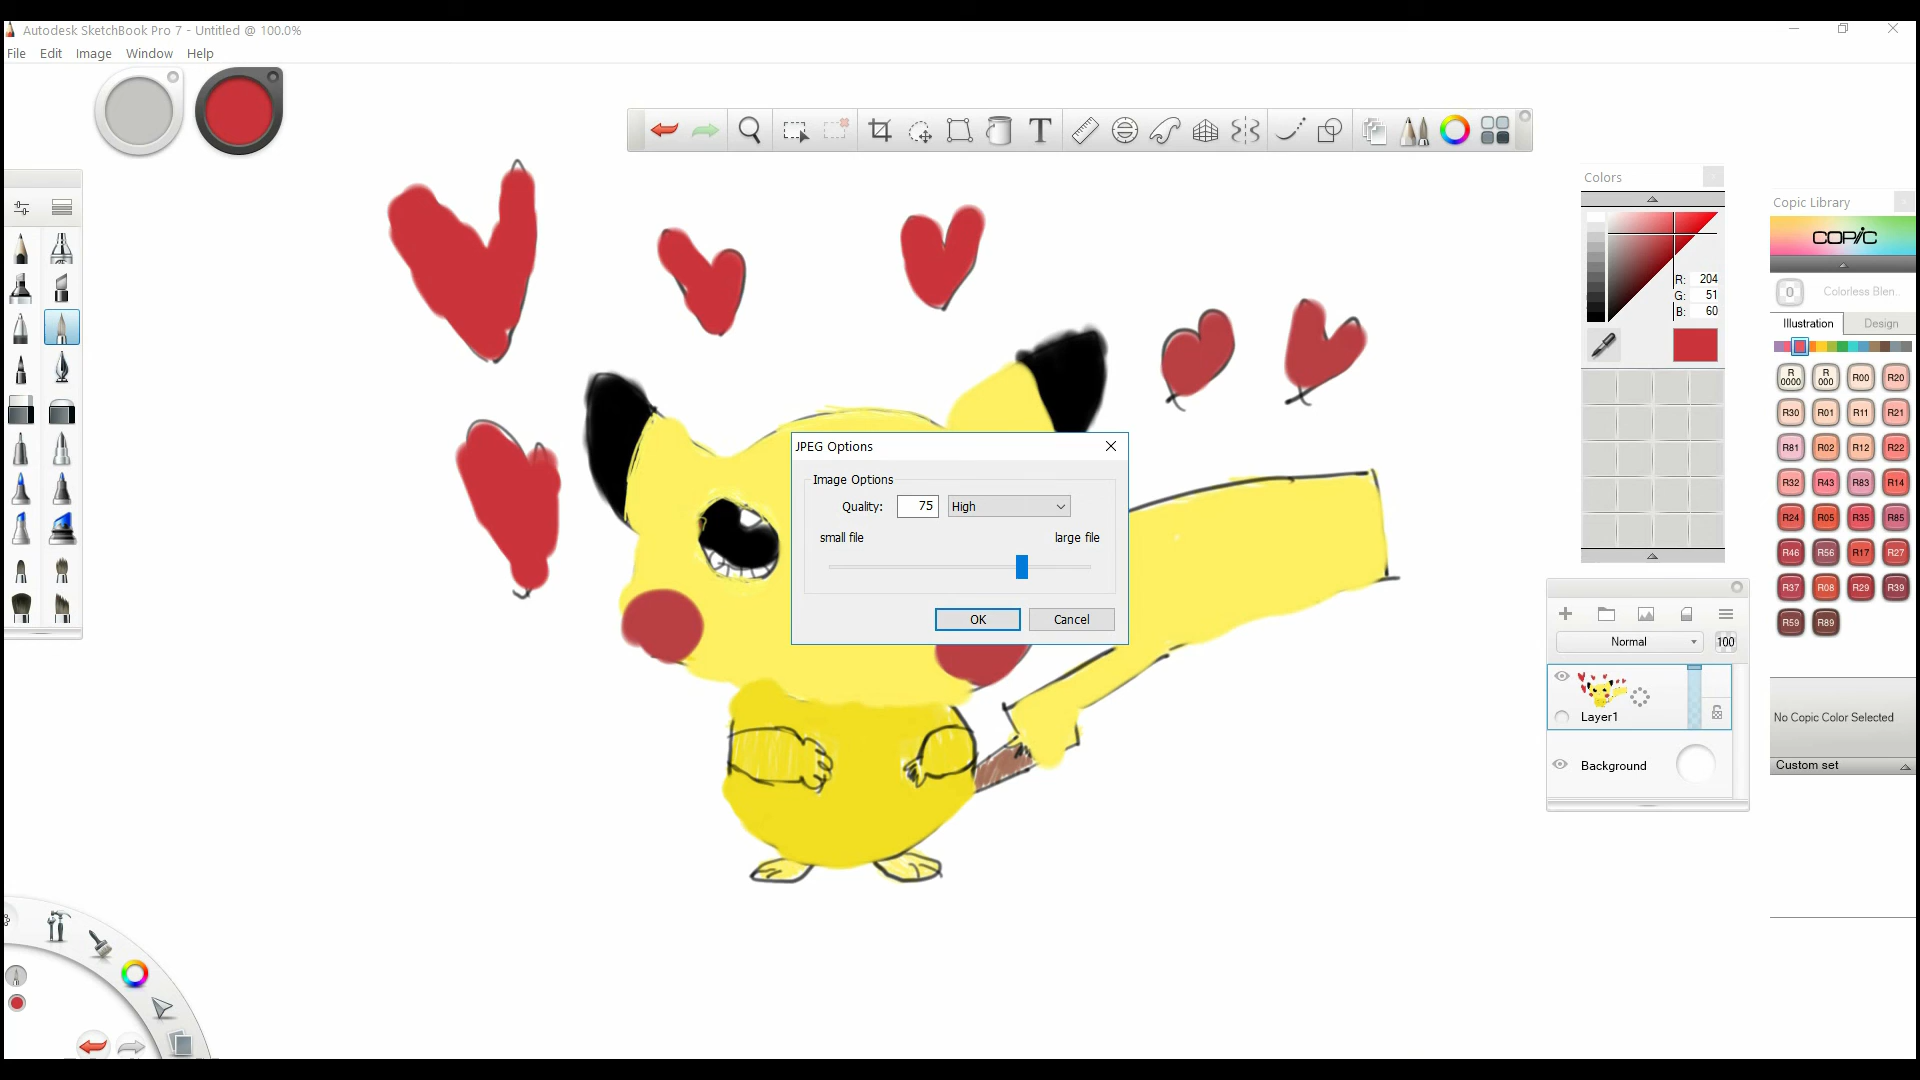 Autodesk SketchBook Pro 7 - Untitled @ 100.0%
File Edit Image Window Help
T
Colors
R: 204
G: 51
B: 60
Copic Library
COPIC
0 Colorless Blen..
Illustration Design
R0000 R000 R00 R20
R30 R01 R11 R21
R81 R02 R12 R22
R32 R43 R83 R14
R24 R05 R35 R85
R46 R56 R17 R27
R37 R08 R29 R39
R59 R89
No Copic Color Selected
Custom set
JPEG Options
Image Options
Quality: 75 High
small file large file
OK Cancel
Normal 100
Layer1
Background